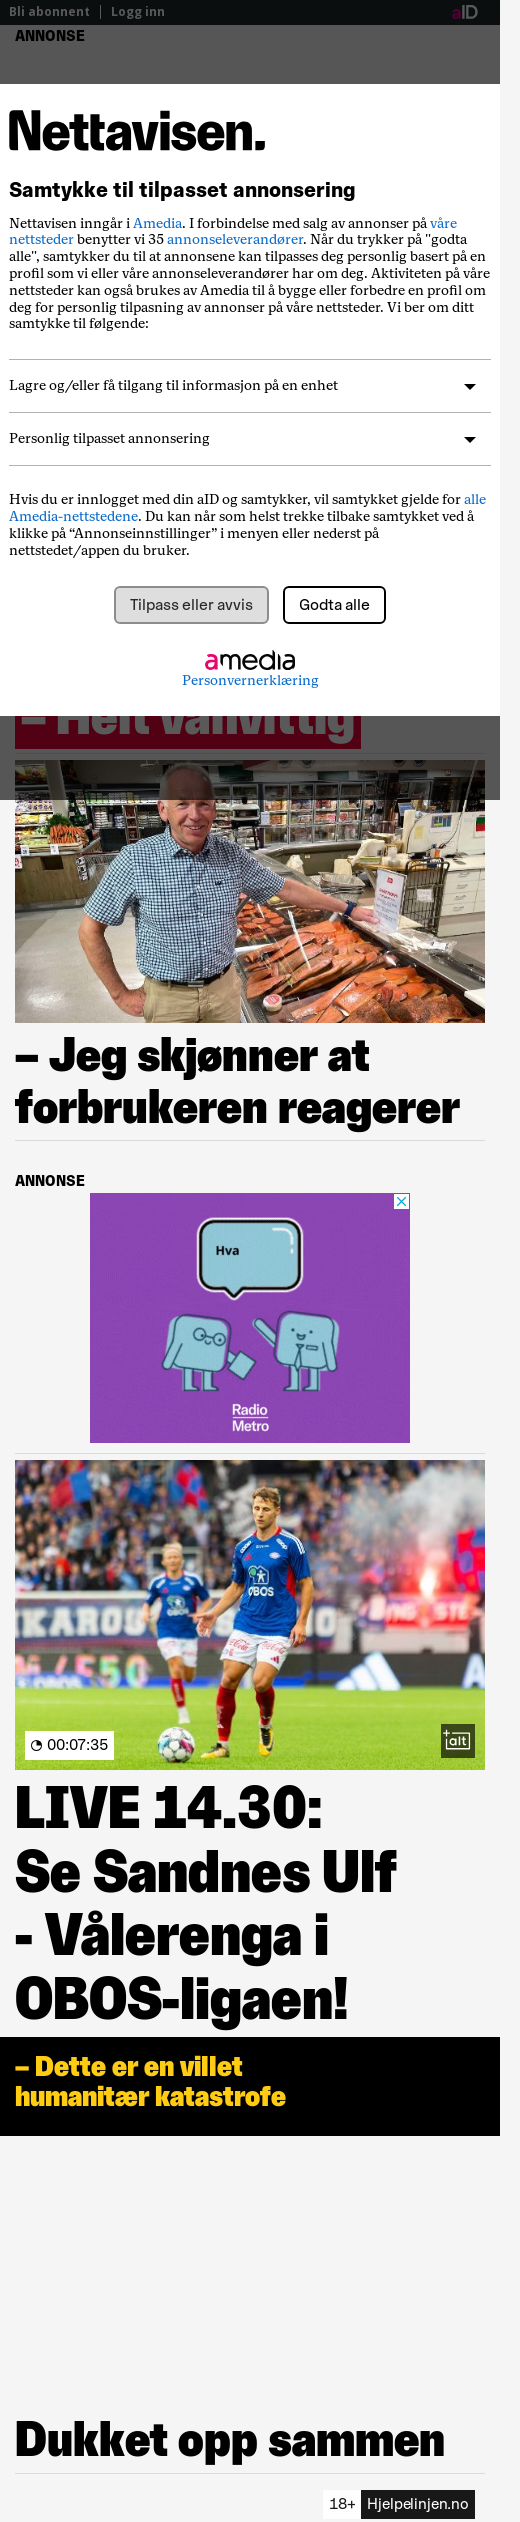 Bli abonnent | Logg inn
aID
ANNONSE
Nettavisen.
Samtykke til tilpasset annonsering
Nettavisen inngår i Amedia. I forbindelse med salg av annonser på våre
nettsteder benytter vi 35 annonseleverandører. Når du trykker på "godta
alle", samtykker du til at annonsene kan tilpasses deg personlig basert på en
profil som vi eller våre annonseleverandører har om deg. Aktiviteten på våre
nettsteder kan også brukes av Amedia til å bygge eller forbedre en profil om
deg for personlig tilpasning av annonser på våre nettsteder. Vi ber om ditt
samtykke til følgende:
Lagre og/eller få tilgang til informasjon på en enhet
Personlig tilpasset annonsering
Hvis du er innlogget med din aID og samtykker, vil samtykket gjelde for alle
Amedia-nettstedene. Du kan når som helst trekke tilbake samtykket ved å
klikke på “Annonseinnstillinger” i menyen eller nederst på
nettstedet/appen du bruker.
Tilpass eller avvis
Godta alle
amedia
Personvernerklæring
– Helt vanvittig
– Jeg skjønner at
forbrukeren reagerer
ANNONSE
Hva
Radio
Metro
OBOS
00:07:35
+alt
LIVE 14.30:
Se Sandnes Ulf
- Vålerenga i
OBOS-ligaen!
– Dette er en villet
humanitær katastrofe
Dukket opp sammen
18+ Hjelpelinjen.no